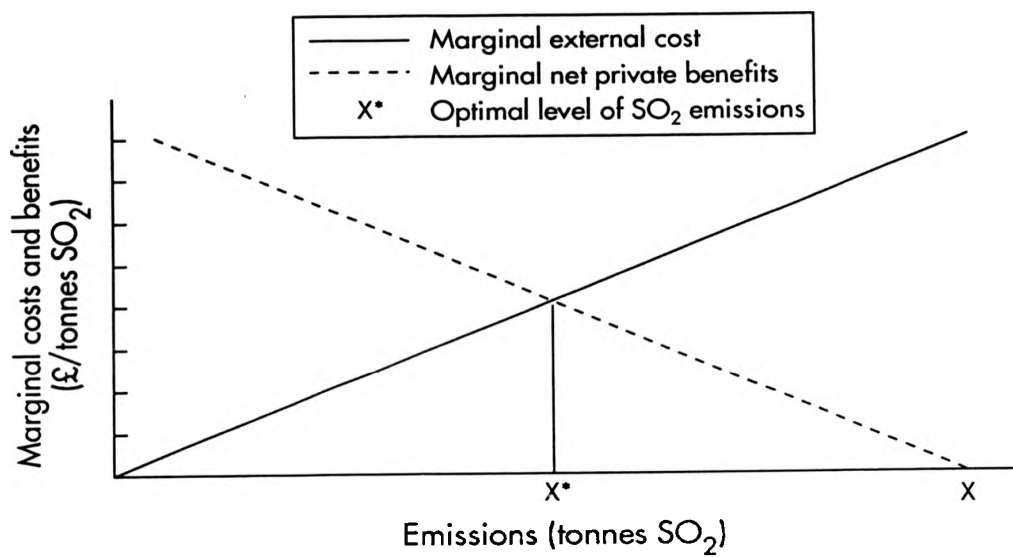 Marginal external cost
Marginal net private benefits
X* Optimal level of SO₂ emissions
Marginal costs and benefits
(£/tonnes SO₂)
X* X
Emissions (tonnes SO₂)